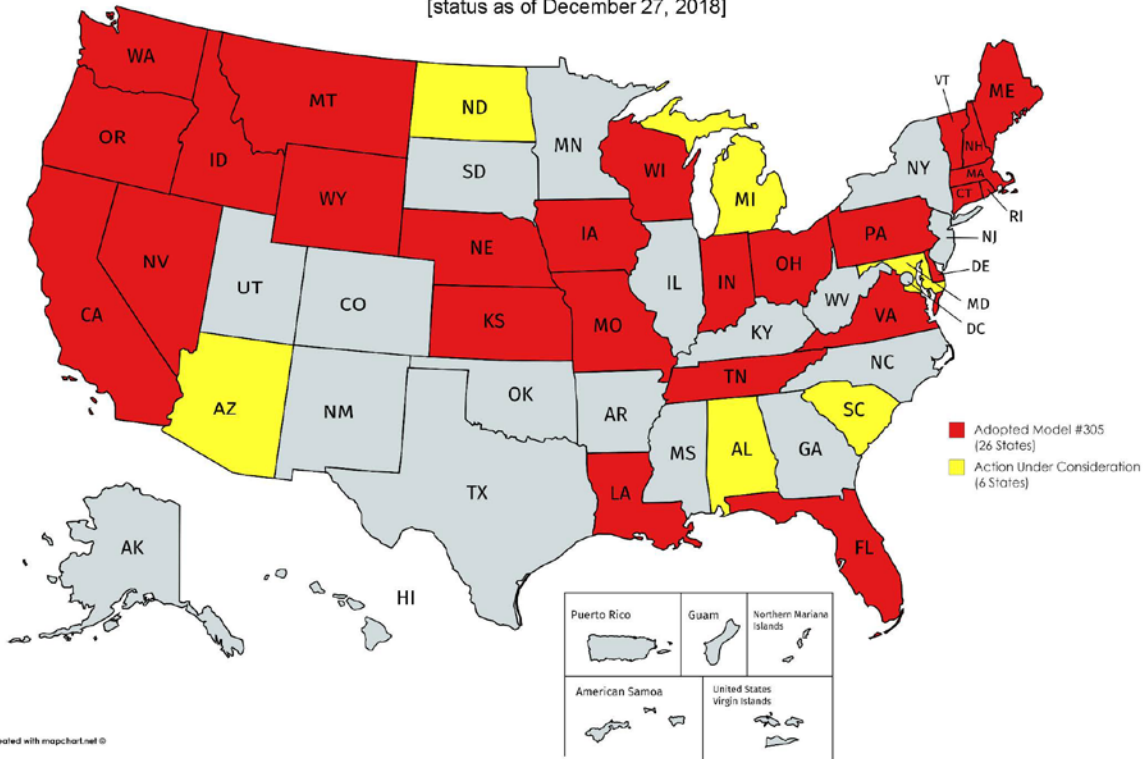 [status as of December 27, 2018]
WA
MT
ND
MN
VT
ME
OR
ID
SD
WI
NY
NH
MA
CT
RI
WY
MI
IA
PA
NJ
NE
NV
UT
CO
IL
IN
OH
DE
MD
DC
WV
VA
CA
KS
MO
KY
NC
TN
AZ
NM
OK
AR
SC
MS
AL
GA
Adopted Model #305
(26 States)
Action Under Consideration
(6 States)
TX
LA
FL
AK
HI
Puerto Rico
Guam
Northern Mariana
Islands
American Samoa
United States
Virgin Islands
eated with mapchart.net ©